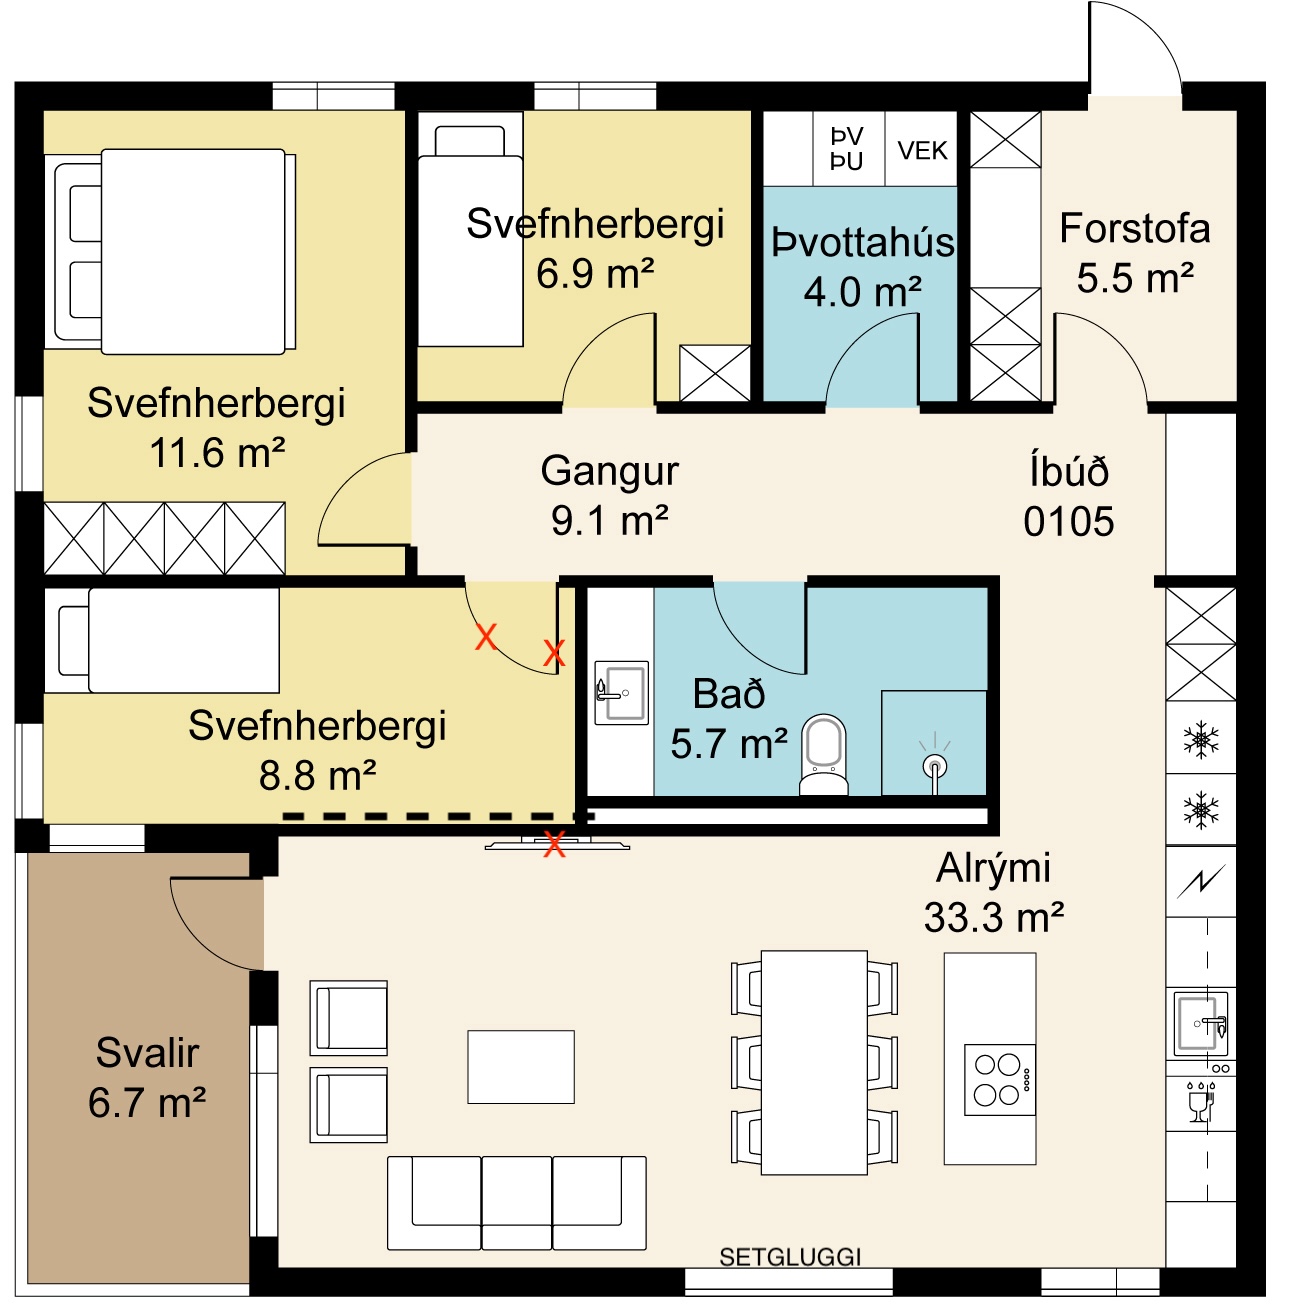 ÞV
ÞU
VEK
Svefnherbergi
6.9 m²
Þvottahús
4.0 m²
Forstofa
5.5 m²
Svefnherbergi
11.6 m²
Gangur
9.1 m²
Íbúð
0105
X
X
Bað
5.7 m²
Svefnherbergi
8.8 m²
X
Alrými
33.3 m²
Svalir
6.7 m²
SETGLUGGI